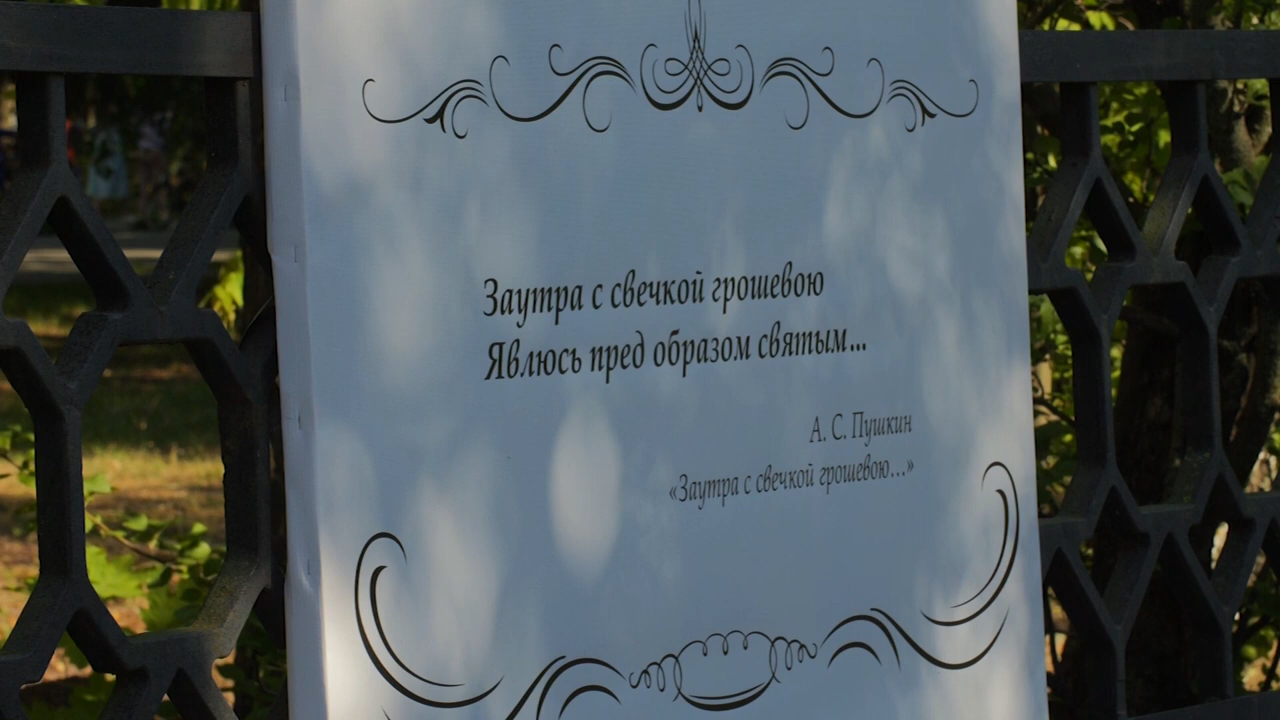 Заутра с свечкой грошевою
Явлюсь пред образом святым...
А. С. Пушкин
«Заутра с свечкой грошевою...»